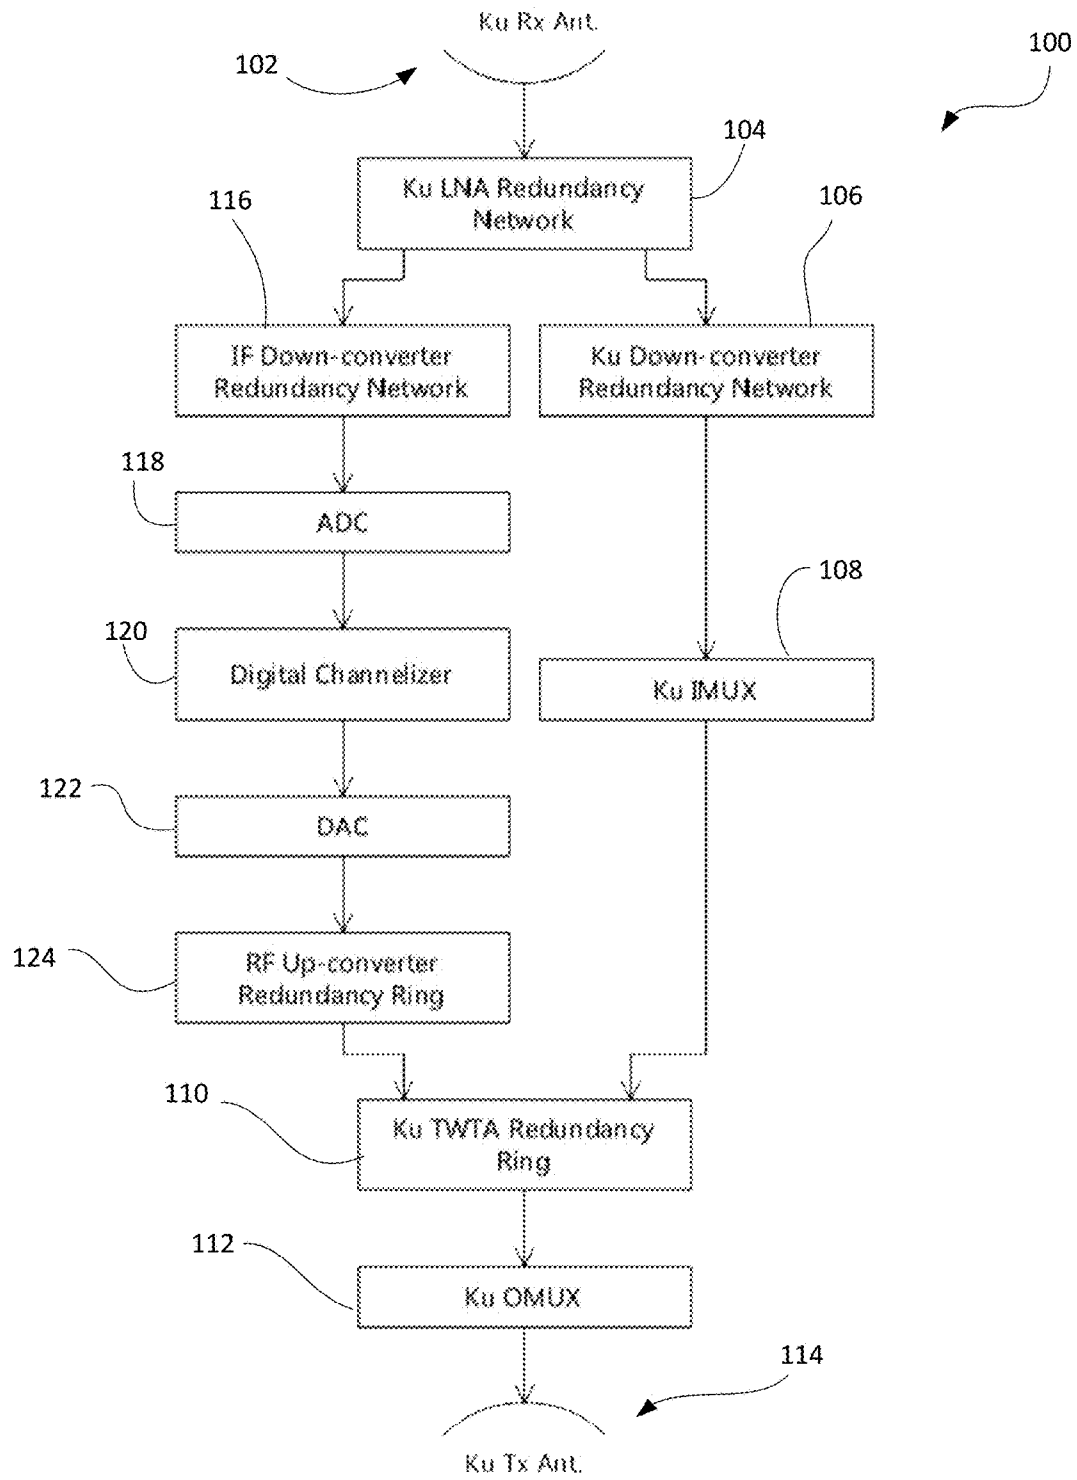 Ku Rx Ant.
102
100
104
Ku LNA Redundancy
Network
116
106
IF Down-converter
Redundancy Network
Ku Down-converter
Redundancy Network
118
ADC
108
120
Digital Channelizer
Ku IMUX
122
DAC
124
RF Up-converter
Redundancy Ring
110
Ku TWTA Redundancy
Ring
112
Ku OMUX
114
Ku Tx Ant.